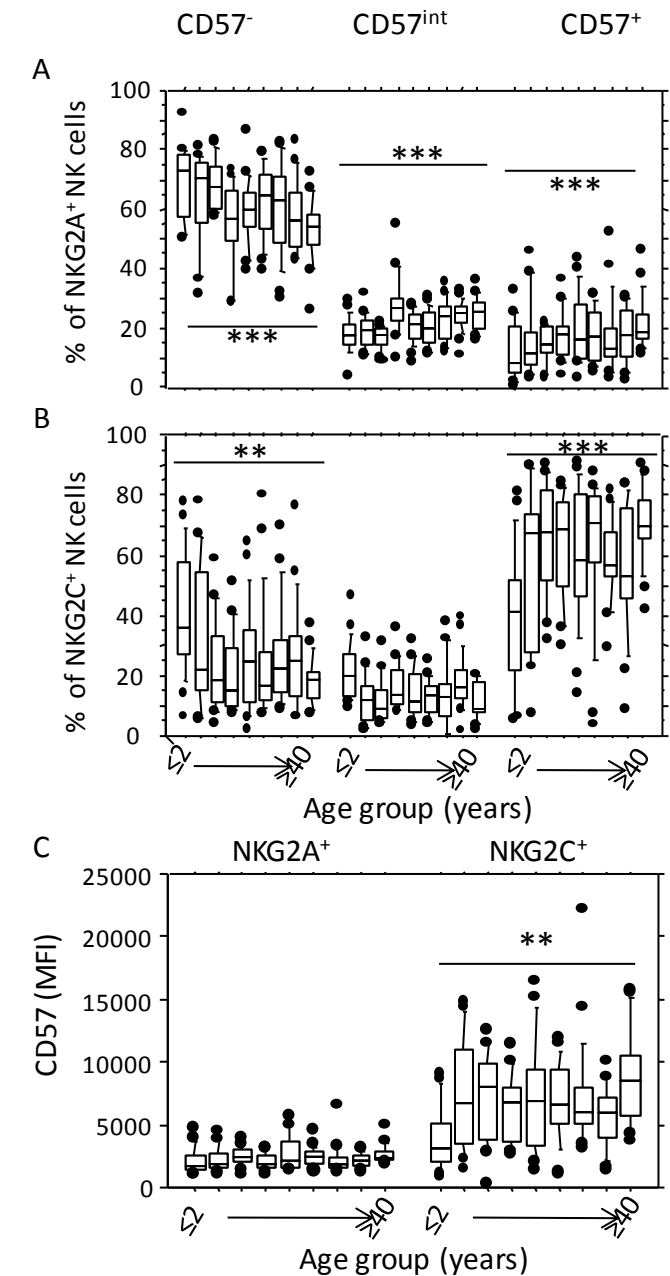 CD57⁻ CD57ⁱⁿᵗ CD57⁺
A
% of NKG2A⁺ NK cells
100
80
60
40
20
0
***
***
***
B
% of NKG2C⁺ NK cells
100
80
60
40
20
0
**
***
≤2 ≥40 ≤2 ≥40 ≤2 ≥40
Age group (years)
C
NKG2A⁺ NKG2C⁺
CD57 (MFI)
25000
20000
15000
10000
5000
0
**
≤2 ≥40 ≤2 ≥40
Age group (years)